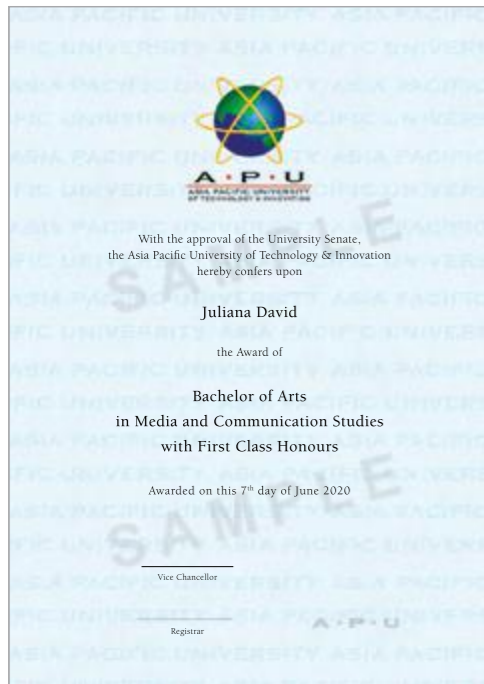 A·P·U
ASIA PACIFIC UNIVERSITY
OF TECHNOLOGY & INNOVATION
With the approval of the University Senate,
the Asia Pacific University of Technology & Innovation
hereby confers upon
Juliana David
the Award of
Bachelor of Arts
in Media and Communication Studies
with First Class Honours
Awarded on this 7th day of June 2020
SAMPLE
SAMPLE
Vice Chancellor
Registrar
A·P·U